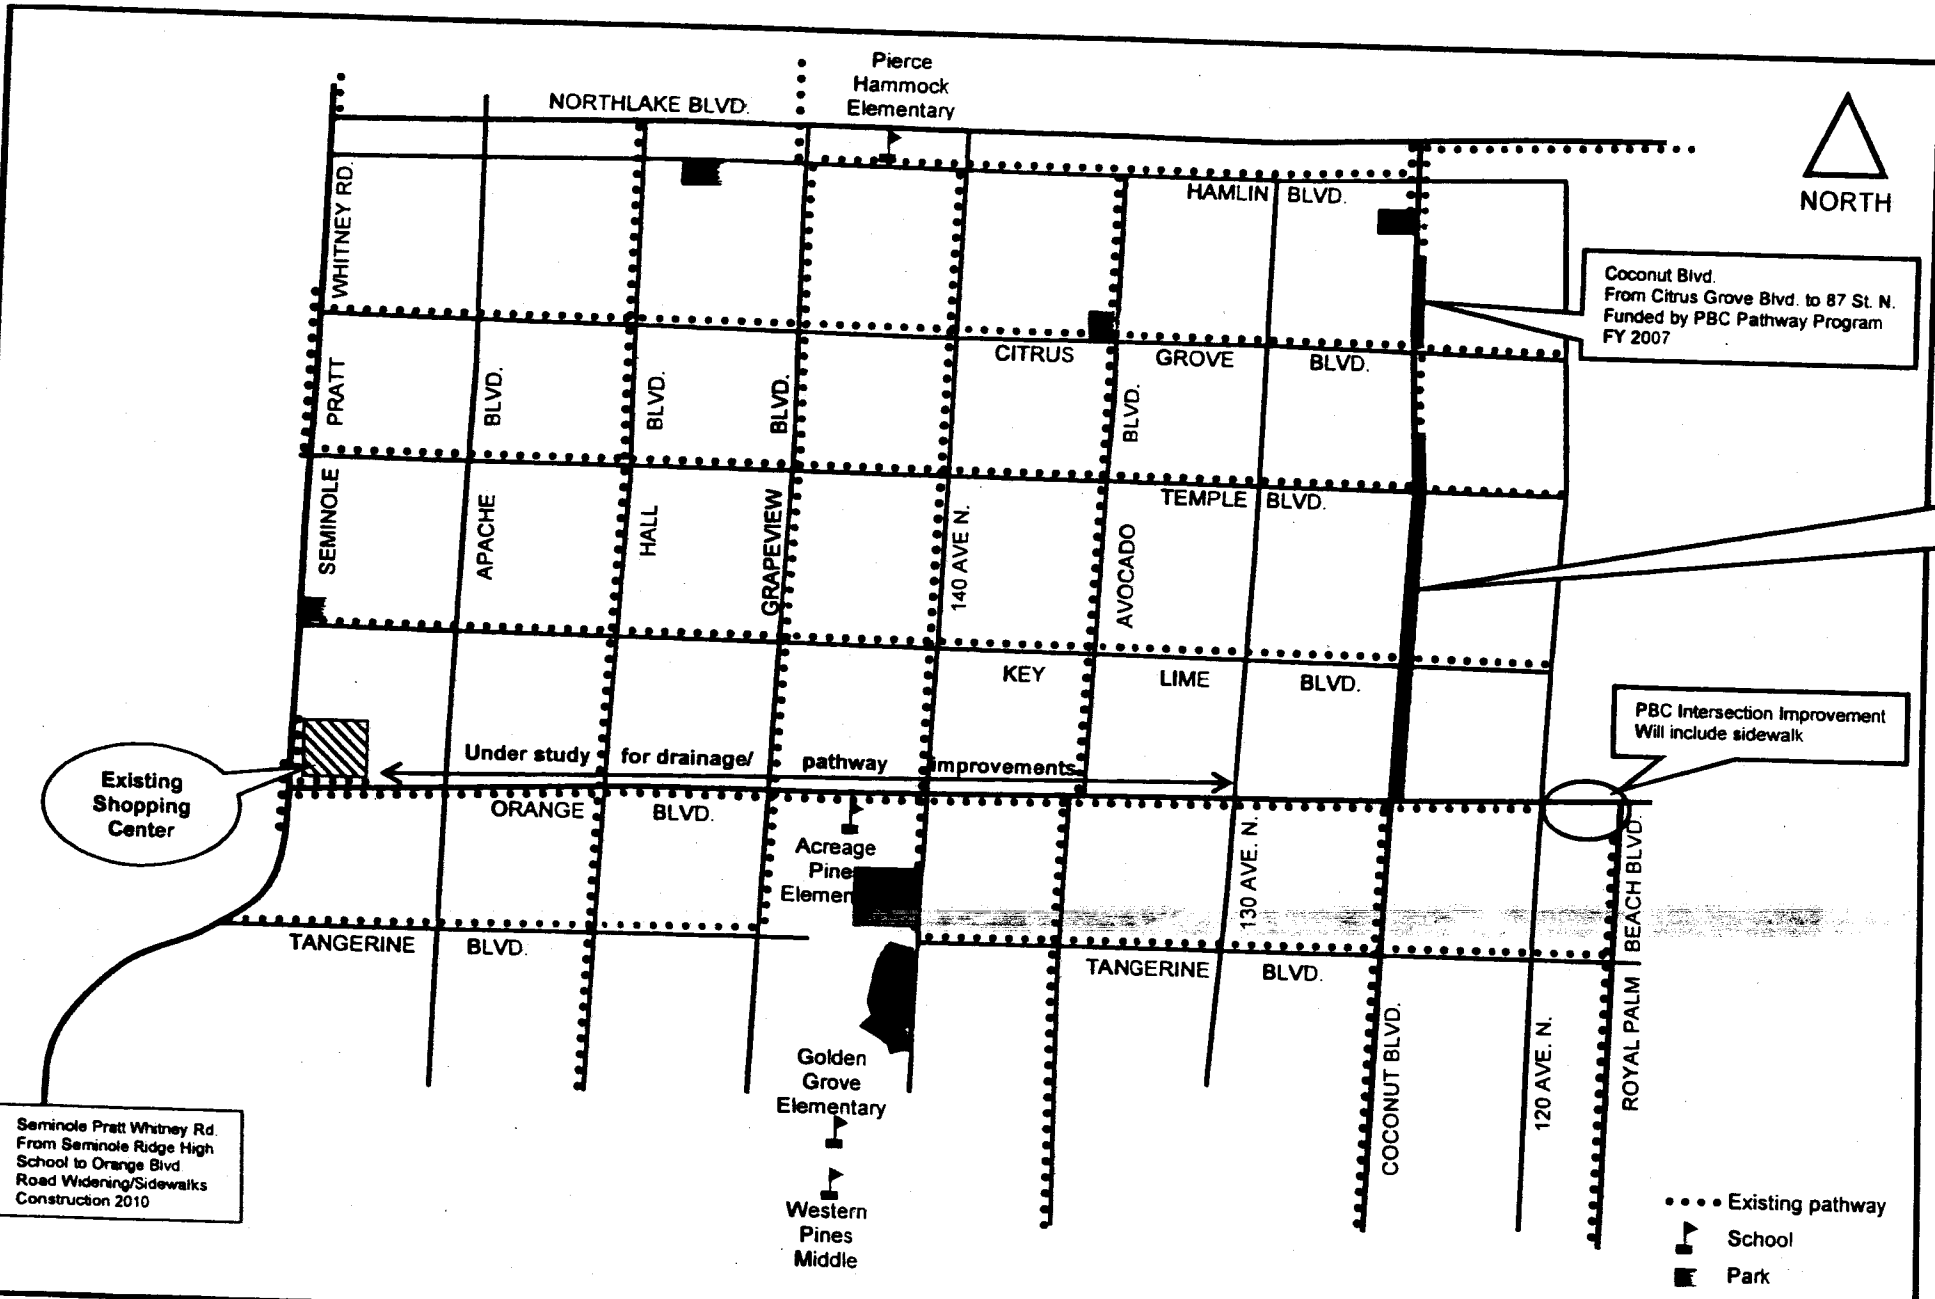 Pierce
Hammock
Elementary
NORTHLAKE BLVD.
NORTH
HAMLIN BLVD.
WHITNEY RD.
Coconut Blvd.
From Citrus Grove Blvd. to 87 St. N.
Funded by PBC Pathway Program
FY 2007
CITRUS GROVE BLVD.
PRATT
BLVD.
BLVD.
BLVD.
BLVD.
TEMPLE BLVD.
SEMINOLE
APACHE
HALL
GRAPEVIEW
140 AVE N.
AVOCADO
KEY LIME BLVD.
PBC Intersection Improvement
Will include sidewalk
Under study for drainage/ pathway improvements
Existing
Shopping
Center
ORANGE BLVD.
Acreage
Pines
Elemen
130 AVE. N.
ROYAL PALM BEACH BLVD.
TANGERINE BLVD.
TANGERINE BLVD.
COCONUT BLVD.
120 AVE. N.
Golden
Grove
Elementary
Western
Pines
Middle
Seminole Pratt Whitney Rd.
From Seminole Ridge High
School to Orange Blvd
Road Widening/Sidewalks
Construction 2010
Existing pathway
School
Park